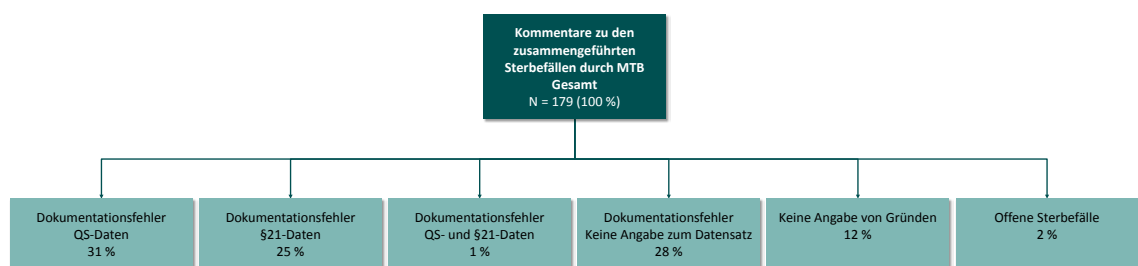 Kommentare zu den
zusammengeführten
Sterbefällen durch MTB
Gesamt
N = 179 (100 %)
Dokumentationsfehler
QS-Daten
31 %
Dokumentationsfehler
§21-Daten
25 %
Dokumentationsfehler
QS- und §21-Daten
1 %
Dokumentationsfehler
Keine Angabe zum Datensatz
28 %
Keine Angabe von Gründen
12 %
Offene Sterbefälle
2 %